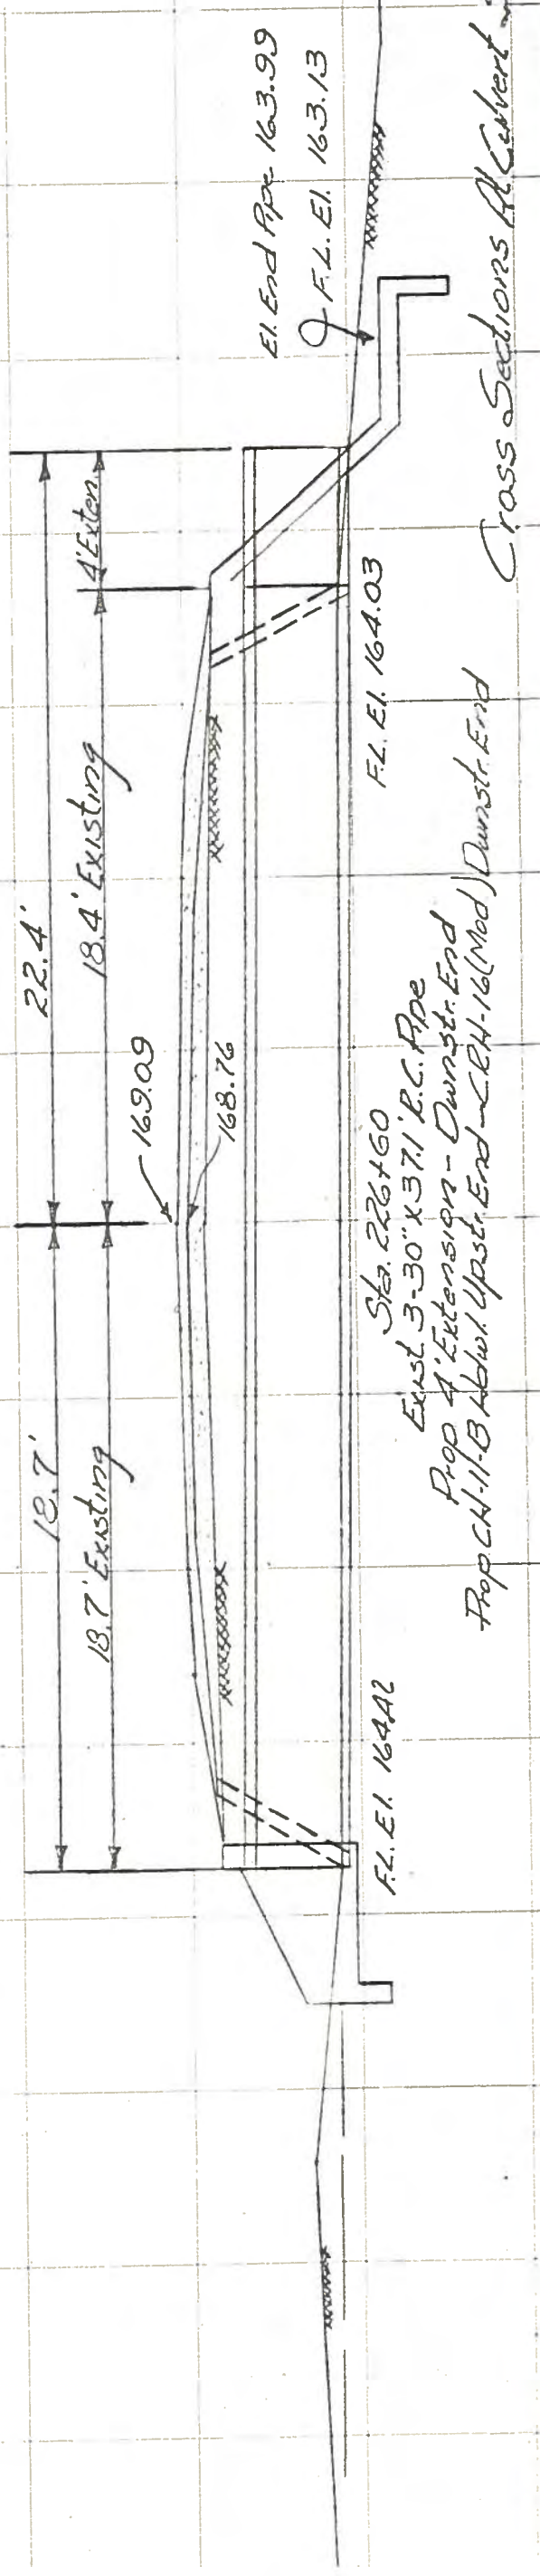 18.7'
22.4'
18.7' Existing
18.4' Existing
4' Exten.
169.09
168.76
El. End Pipe 163.99
F.L. El. 163.13
F.L. El. 164.42
F.L. El. 164.03
Sta. 226+60
Exist. 3-30" x 37.1' R.C. Pipe
Prop 4' Extension - Dwnstr. End
Prop CH-11-B Hdwl. Upstr. End - CRH-16 (Mod) Dwnstr. End
Cross Sections At Culvert